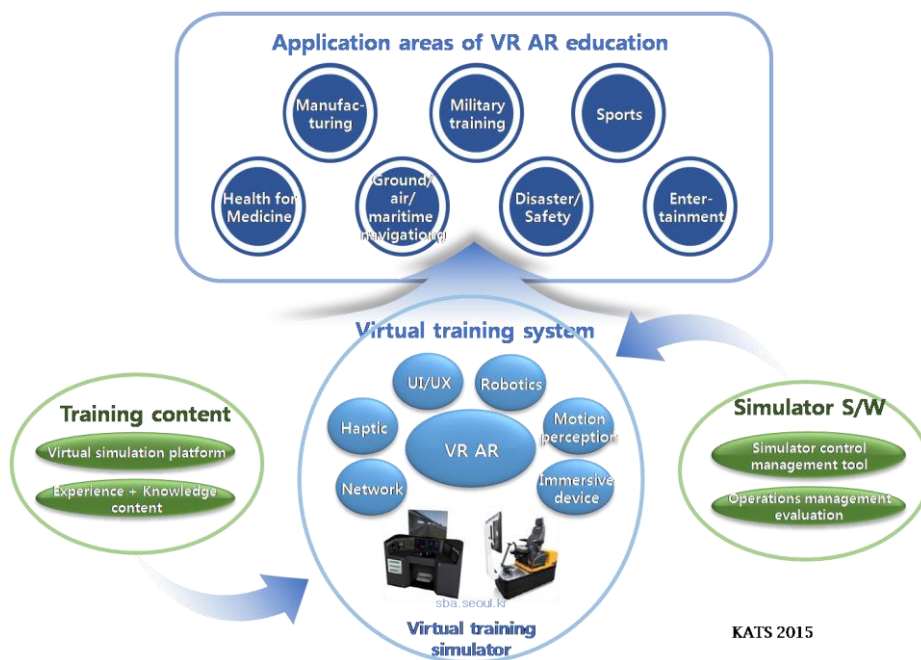 Application areas of VR AR education
Manufac-
turing
Military
training
Sports
Health for
Medicine
Ground/
air/
maritime
navigationg
Disaster/
Safety
Enter-
tainment
Virtual training system
UI/UX
Robotics
Haptic
VR AR
Motion
perception
Network
Immersive
device
sba.seoul.kr
Virtual training
simulator
Training content
Virtual simulation platform
Experience + Knowledge
content
Simulator S/W
Simulator control
management tool
Operations management
evaluation
KATS 2015